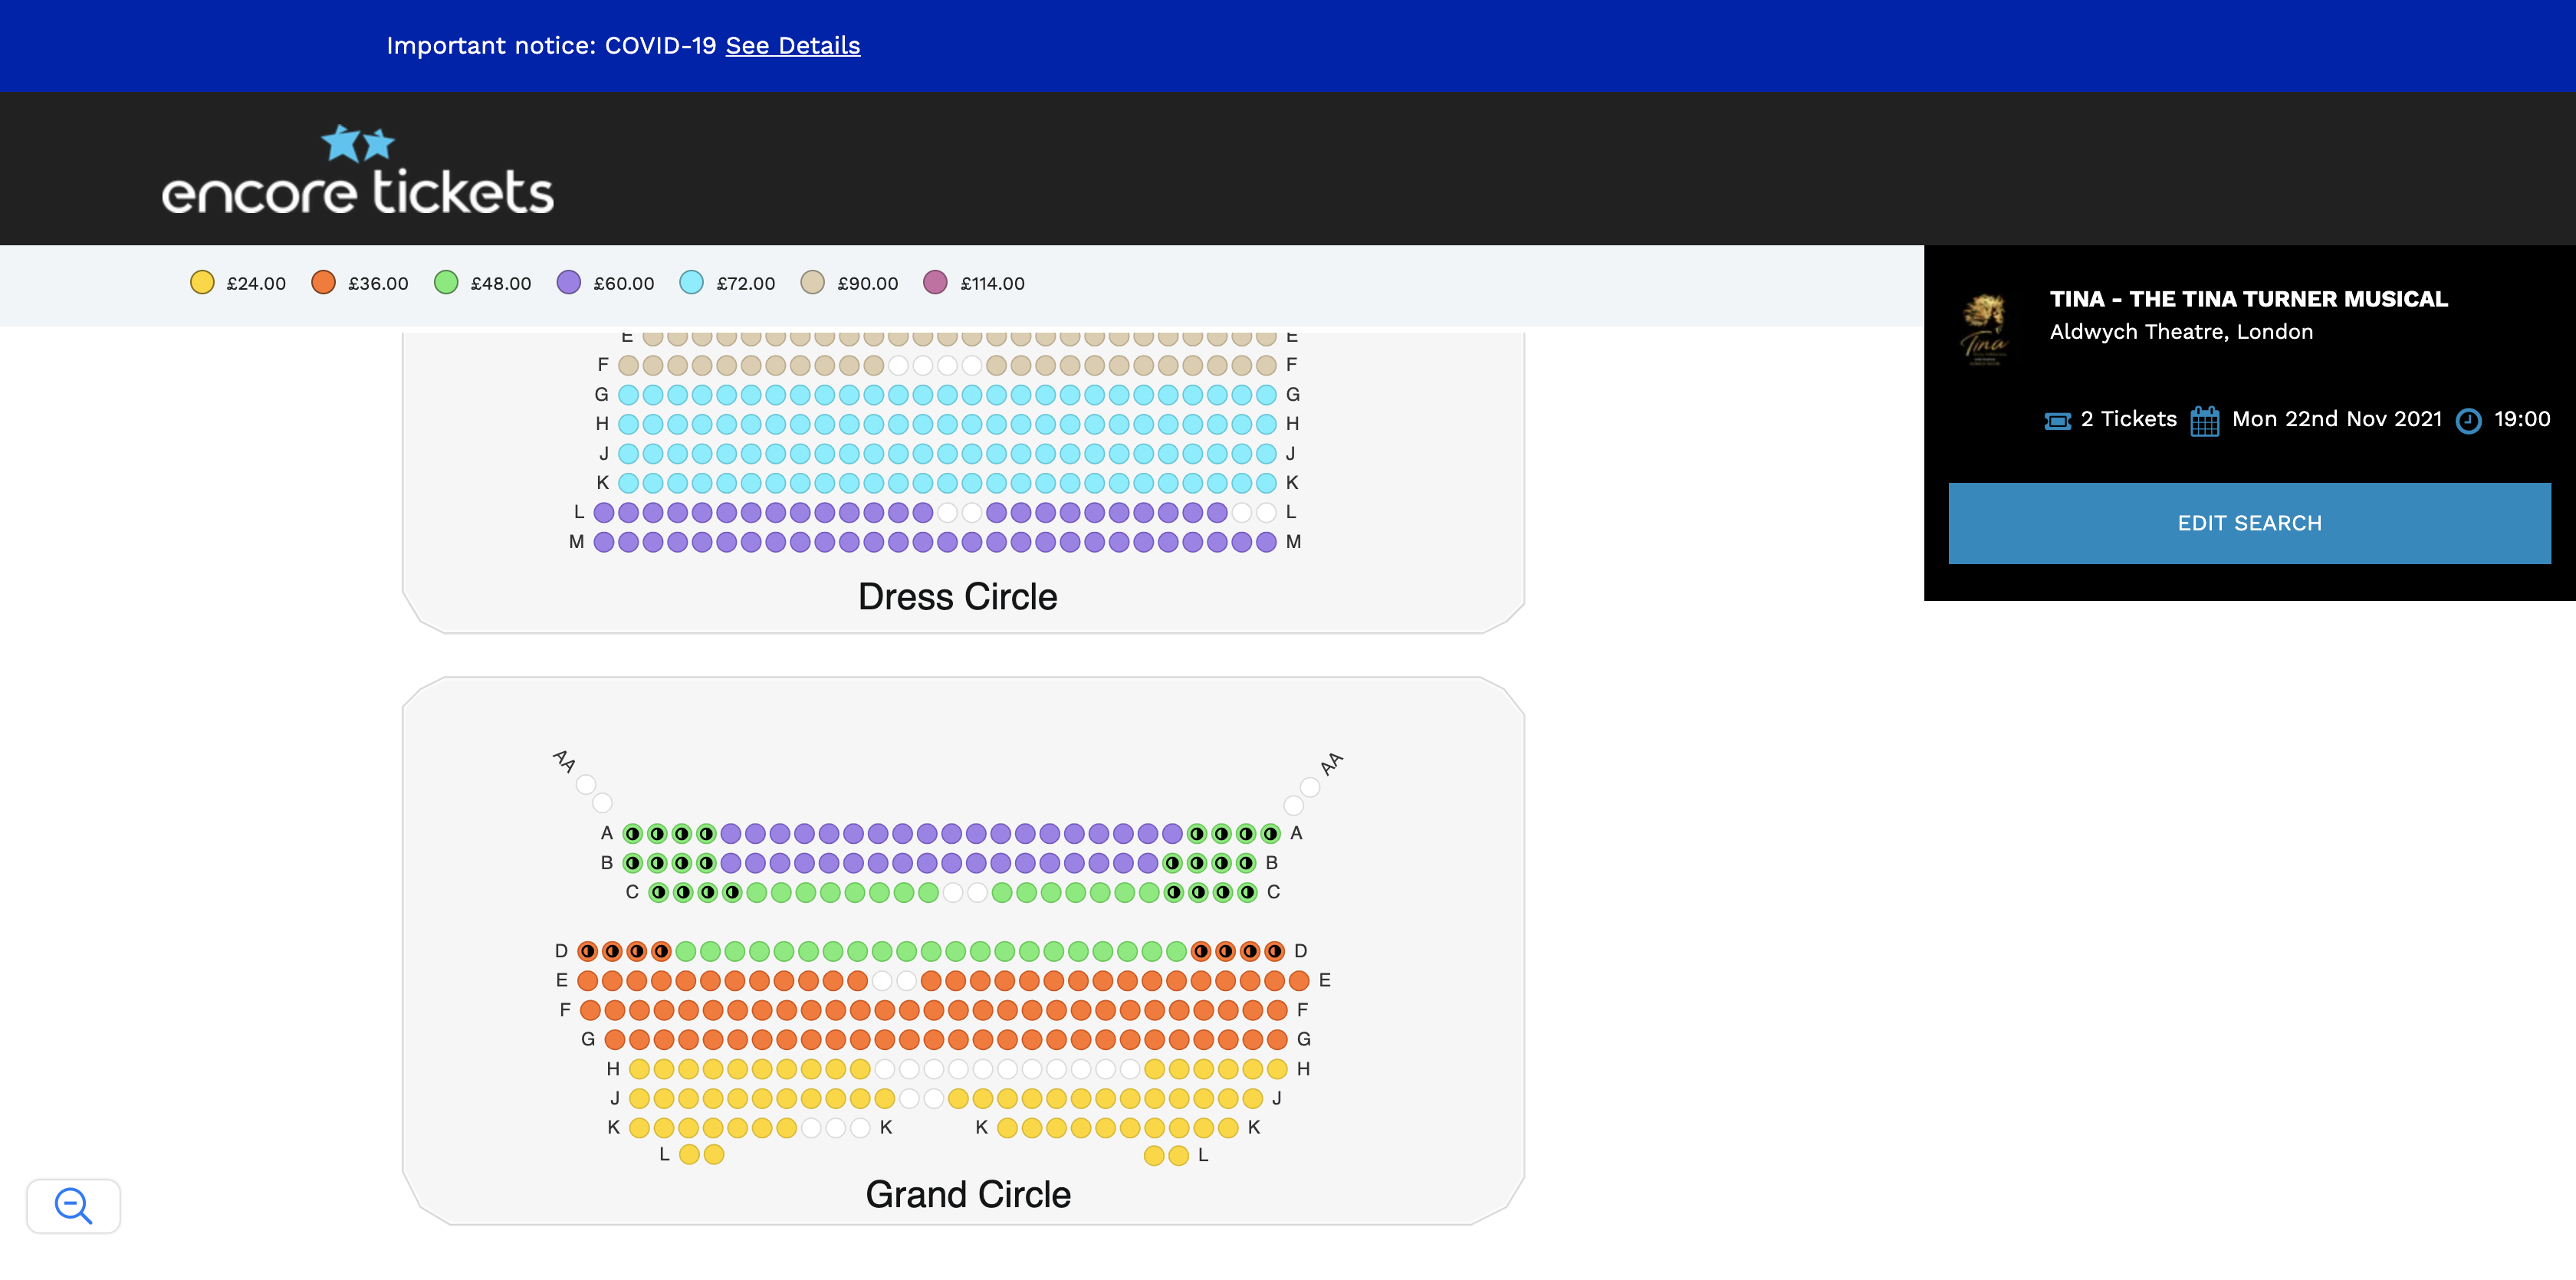 Important notice: COVID-19 See Details
encore tickets
£24.00 £36.00 £48.00 £60.00 £72.00 £90.00 £114.00
TINA - THE TINA TURNER MUSICAL
Aldwych Theatre, London
Tina
2 Tickets Mon 22nd Nov 2021 19:00
EDIT SEARCH
E E
F F
G G
H H
J J
K K
L L
M M
Dress Circle
AA AA
A A
B B
C C
D D
E E
F F
G G
H H
J J
K K K K
L L
Grand Circle